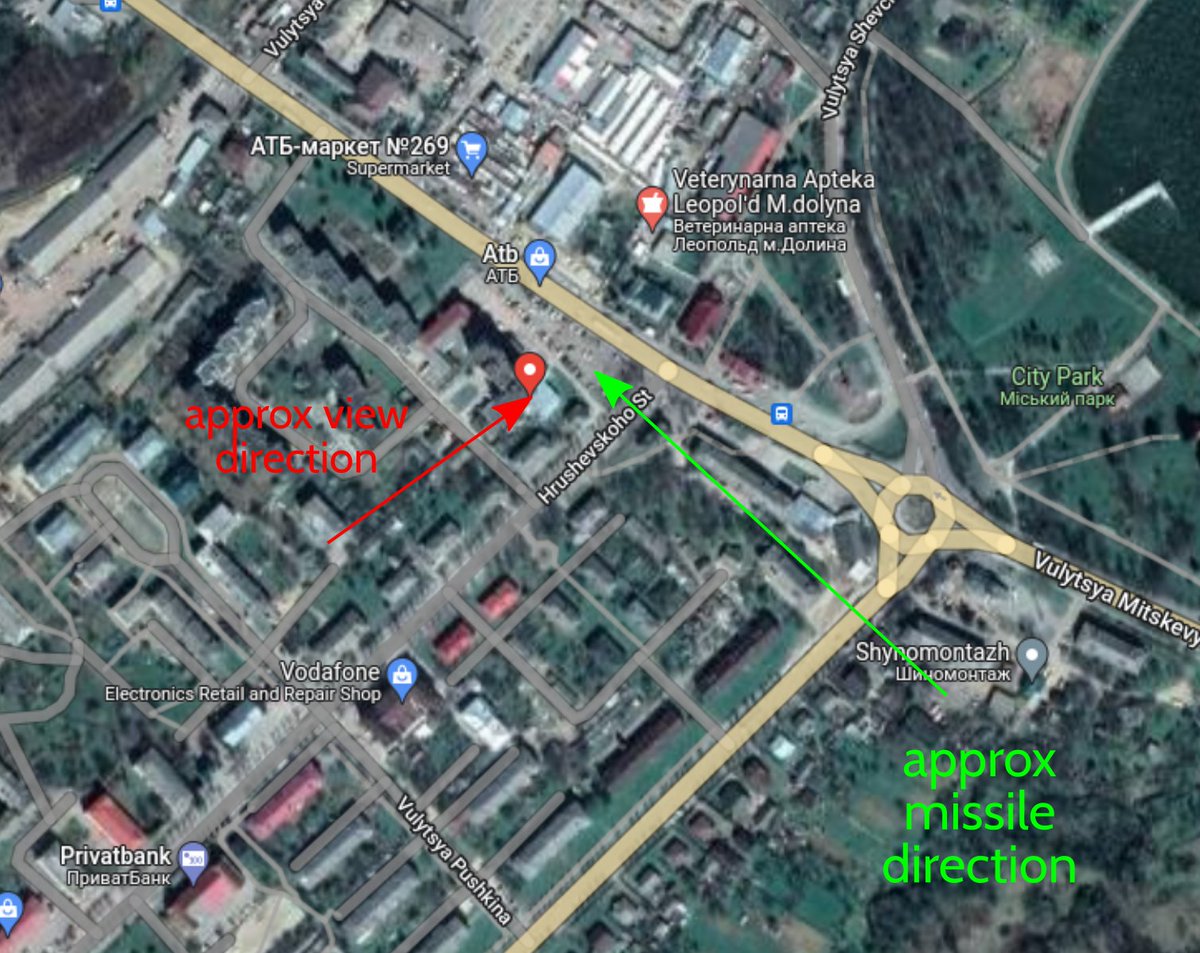 Vulytsya
Vulytsya Shevc
АТБ-маркет №269
Supermarket
Veterynarna Apteka
Leopol'd M.dolyna
Ветеринарна аптека
Леопольд м.Долина
Atb
АТБ
City Park
Міський парк
approx view
direction
Hrushevskoho St
Vulytsya Mitskevy
Shynomontazh
Шиномонтаж
Vodafone
Electronics Retail and Repair Shop
approx
missile
direction
Vulytsya Pushkina
Privatbank
ПриватБанк